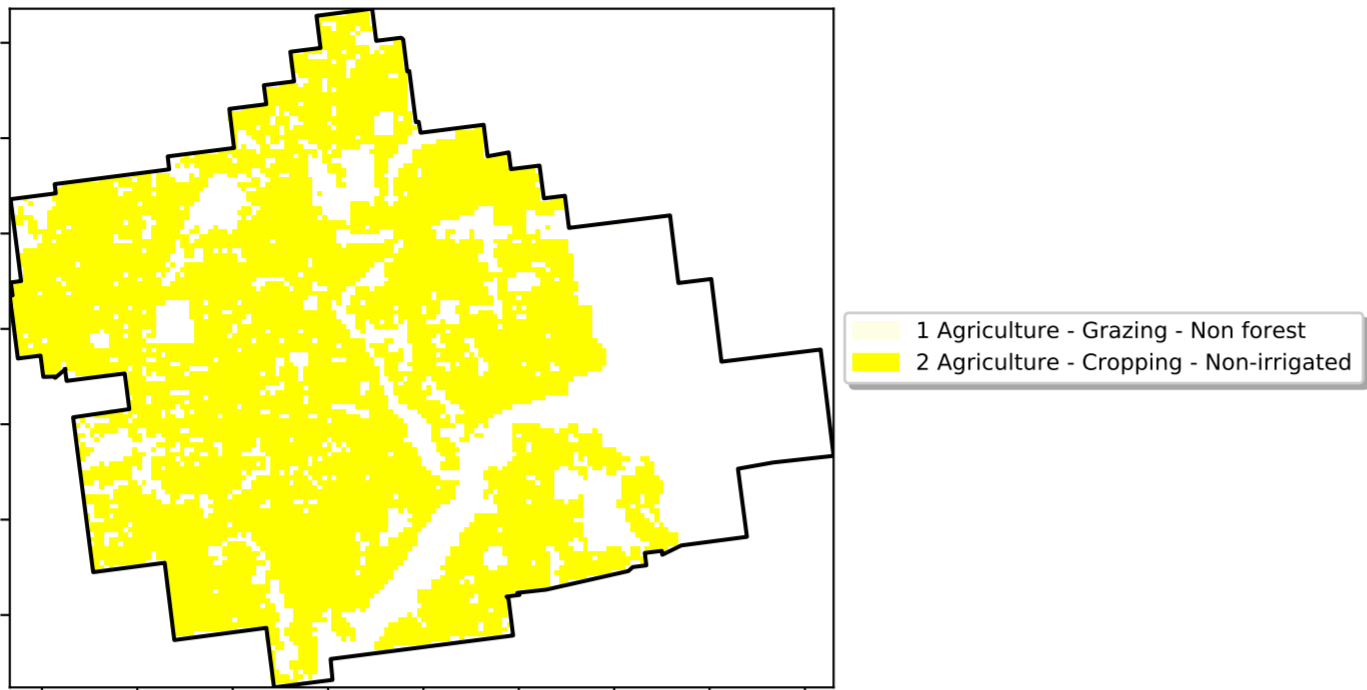 1 Agriculture - Grazing - Non forest
2 Agriculture - Cropping - Non-irrigated